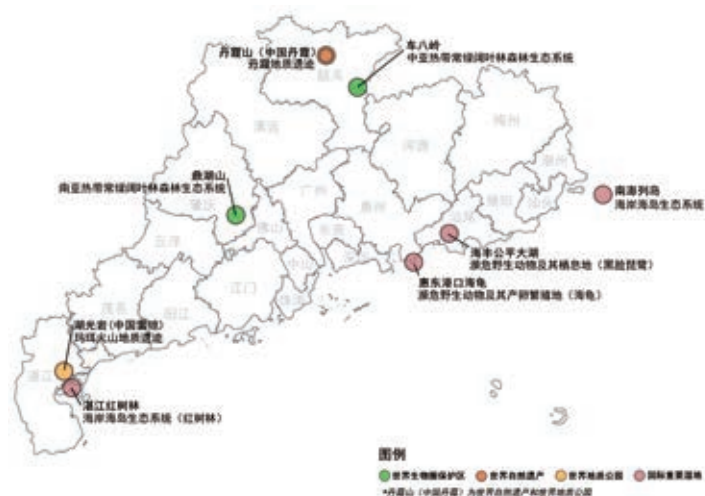 丹霞山（中国丹霞）
丹霞地质遗迹
车八岭
中亚热带常绿阔叶林森林生态系统
韶关
清远
河源
梅州
潮州
鼎湖山
南亚热带常绿阔叶林森林生态系统
肇庆
广州
惠州
揭阳
汕头
汕尾
南澎列岛
海岸海岛生态系统
佛山
东莞
云浮
深圳
海丰公平大湖
濒危野生动物及其栖息地（黑脸琵鹭）
中山
惠东港口海龟
濒危野生动物及其产卵繁殖地（海龟）
江门
珠海
茂名
阳江
湖光岩(中国雷琼)
玛珥火山地质遗迹
湛江
湛江红树林
海岸海岛生态系统（红树林）
图例
世界生物圈保护区 世界自然遗产 世界地质公园 国际重要湿地
*丹霞山（中国丹霞）为世界自然遗产和世界地质公园